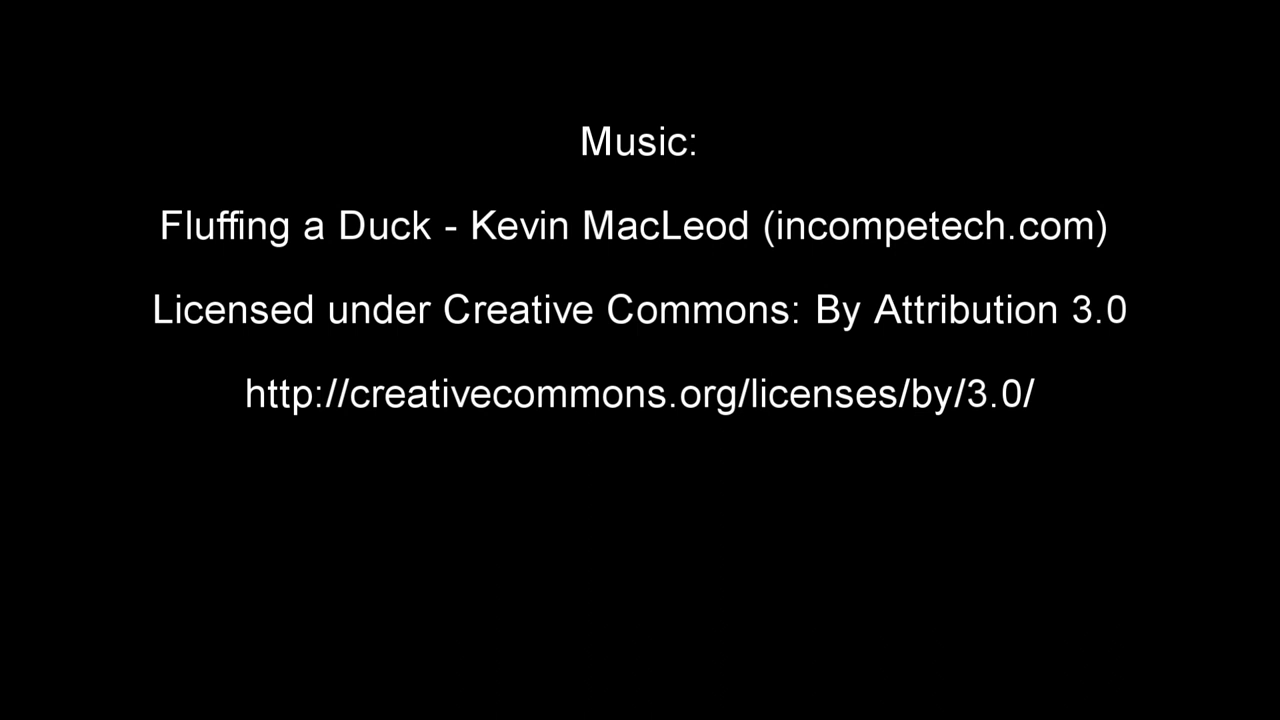 Music:
Fluffing a Duck - Kevin MacLeod (incompetech.com)
Licensed under Creative Commons: By Attribution 3.0
http://creativecommons.org/licenses/by/3.0/